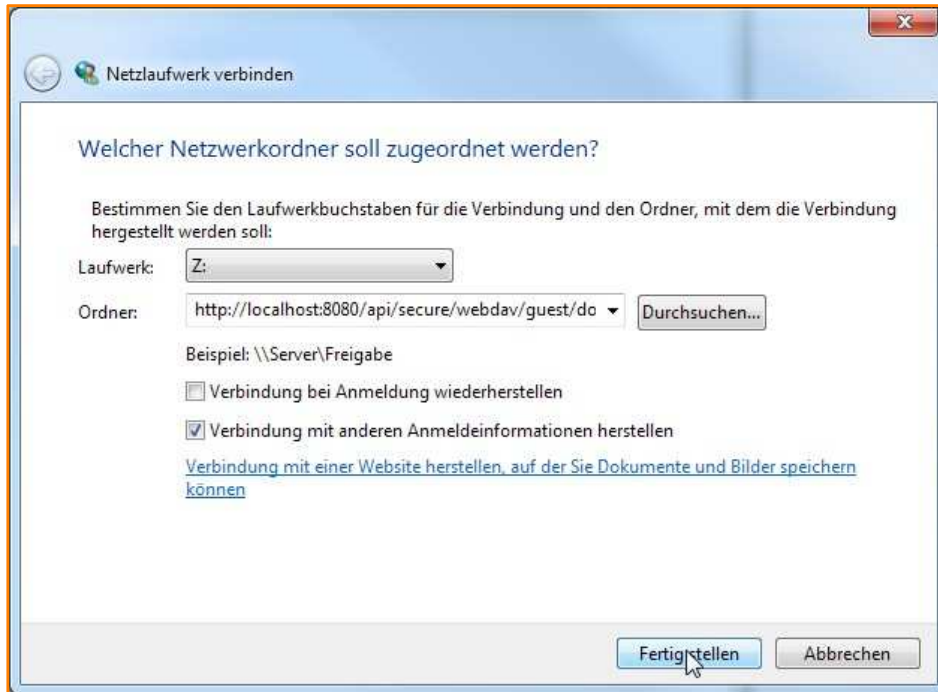 Netzlaufwerk verbinden
Welcher Netzwerkordner soll zugeordnet werden?
Bestimmen Sie den Laufwerkbuchstaben für die Verbindung und den Ordner, mit dem die Verbindung
hergestellt werden soll:
Laufwerk: Z:
Ordner: http://localhost:8080/api/secure/webdav/guest/do Durchsuchen...
Beispiel: \\Server\Freigabe
Verbindung bei Anmeldung wiederherstellen
Verbindung mit anderen Anmeldeinformationen herstellen
Verbindung mit einer Website herstellen, auf der Sie Dokumente und Bilder speichern
können
Fertigstellen Abbrechen